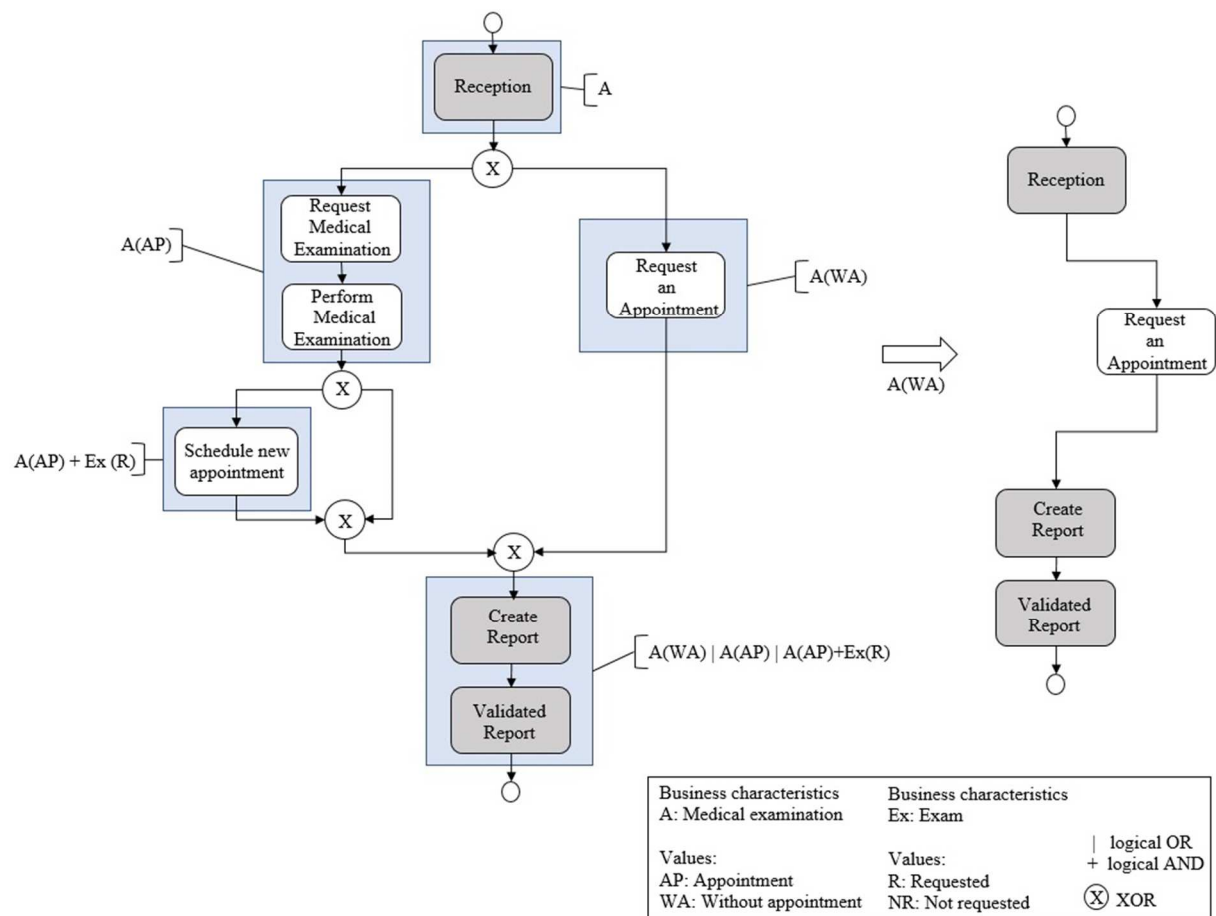 Reception
A
X
Request
Medical
Examination
A(AP)
Perform
Medical
Examination
Request
an
Appointment
A(WA)
X
Schedule new
appointment
A(AP) + Ex (R)
X
X
Create
Report
Validated
Report
A(WA) | A(AP) | A(AP)+Ex(R)
A(WA)
Reception
Request
an
Appointment
Create
Report
Validated
Report
Business characteristics
A: Medical examination
Values:
AP: Appointment
WA: Without appointment
Business characteristics
Ex: Exam
Values:
R: Requested
NR: Not requested
| logical OR
+ logical AND
X XOR